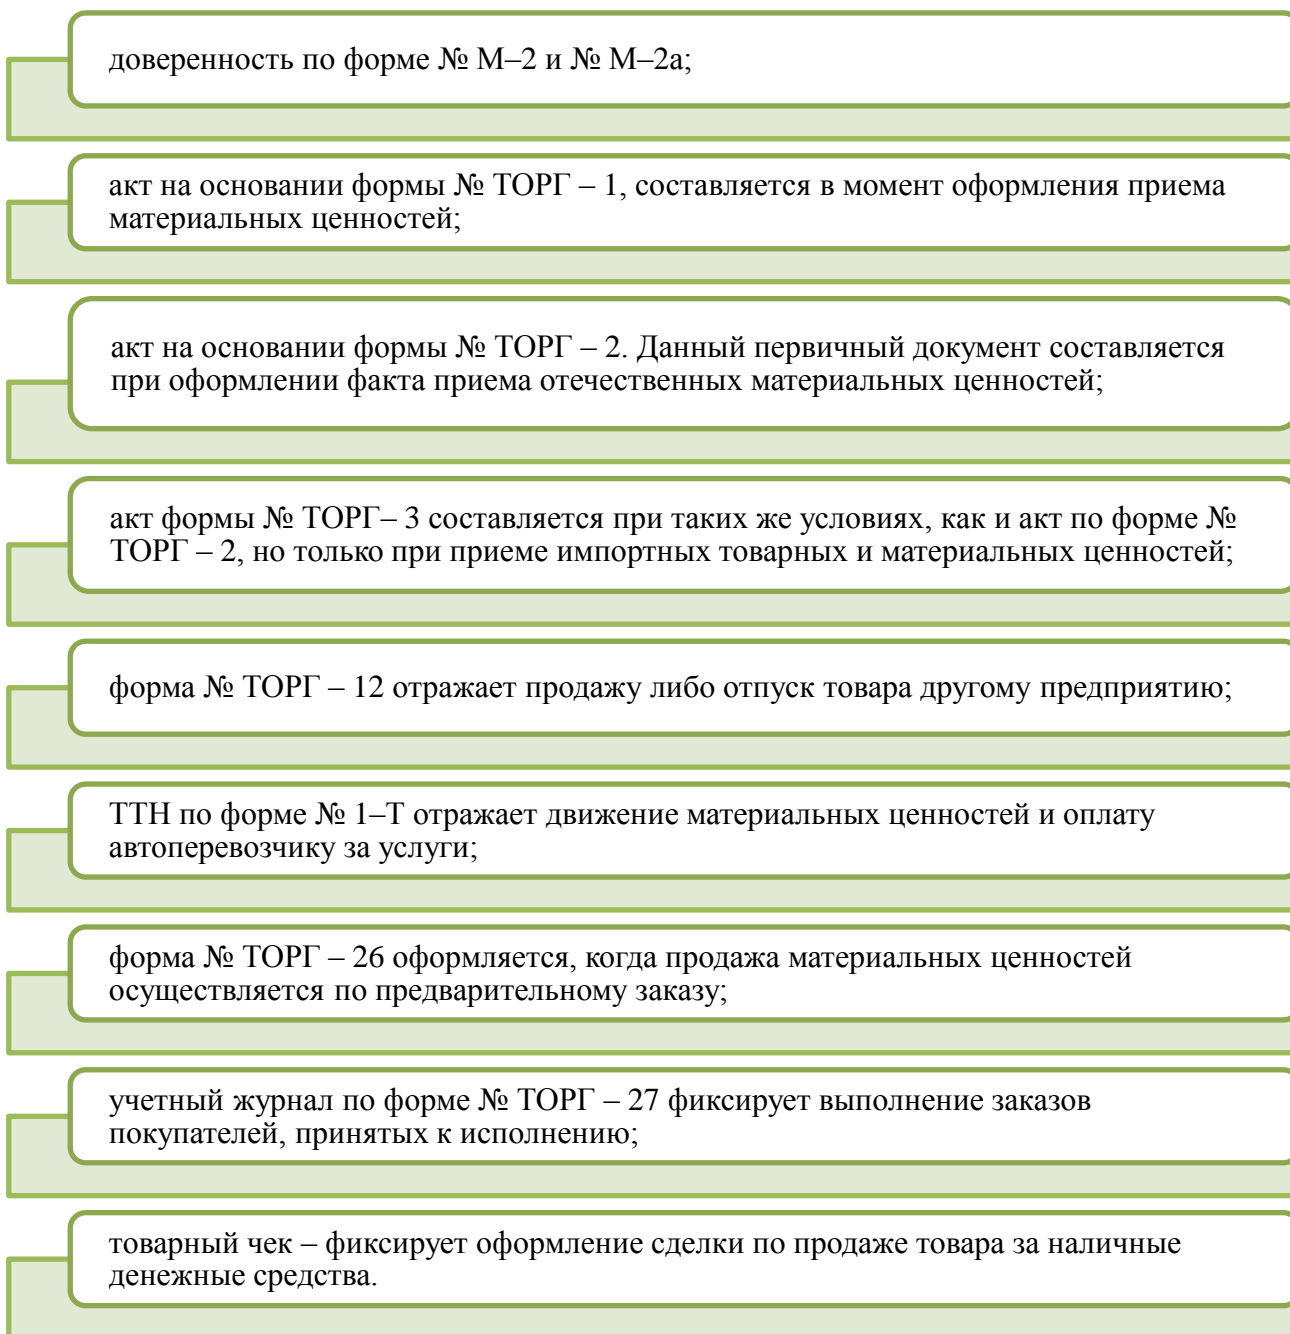 доверенность по форме № М–2 и № М–2а;
акт на основании формы № ТОРГ – 1, составляется в момент оформления приема
материальных ценностей;
акт на основании формы № ТОРГ – 2. Данный первичный документ составляется
при оформлении факта приема отечественных материальных ценностей;
акт формы № ТОРГ– 3 составляется при таких же условиях, как и акт по форме №
ТОРГ – 2, но только при приеме импортных товарных и материальных ценностей;
форма № ТОРГ – 12 отражает продажу либо отпуск товара другому предприятию;
ТТН по форме № 1–Т отражает движение материальных ценностей и оплату
автоперевозчику за услуги;
форма № ТОРГ – 26 оформляется, когда продажа материальных ценностей
осуществляется по предварительному заказу;
учетный журнал по форме № ТОРГ – 27 фиксирует выполнение заказов
покупателей, принятых к исполнению;
товарный чек – фиксирует оформление сделки по продаже товара за наличные
денежные средства.